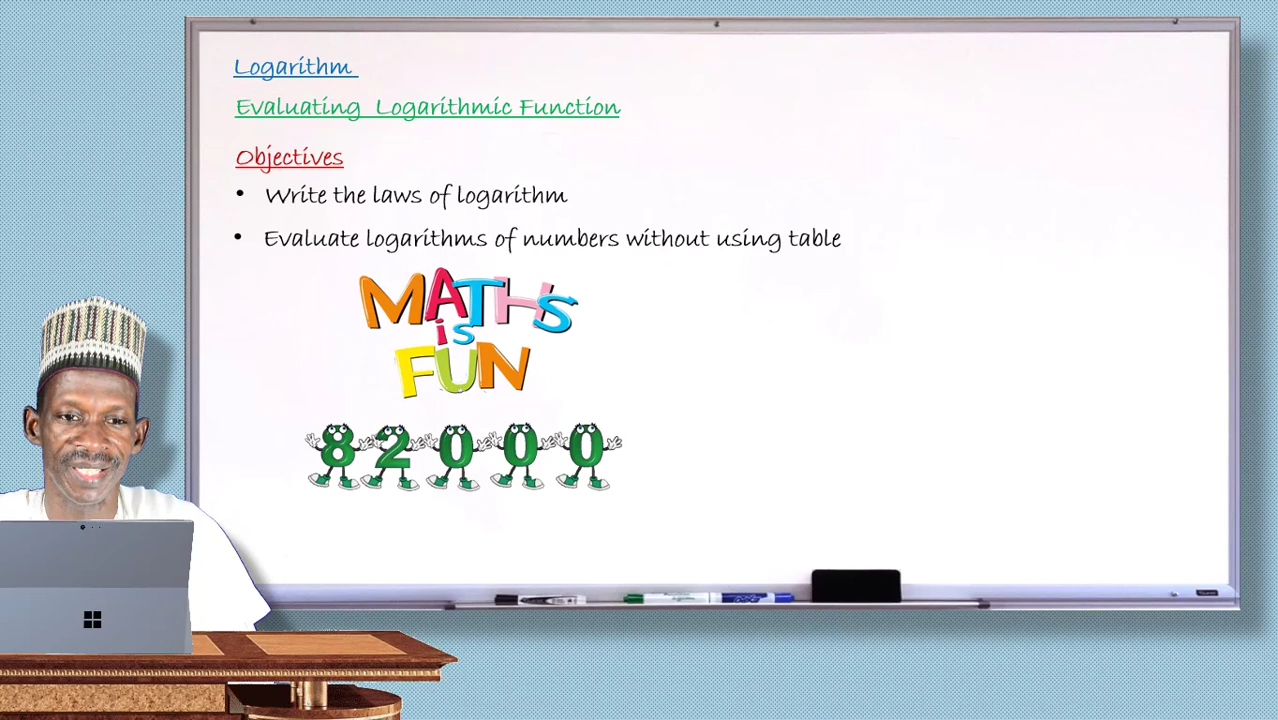 Logarithm
Evaluating Logarithmic Function
Objectives
• Write the laws of logarithm
• Evaluate logarithms of numbers without using table
MATHS
is
FUN
82000